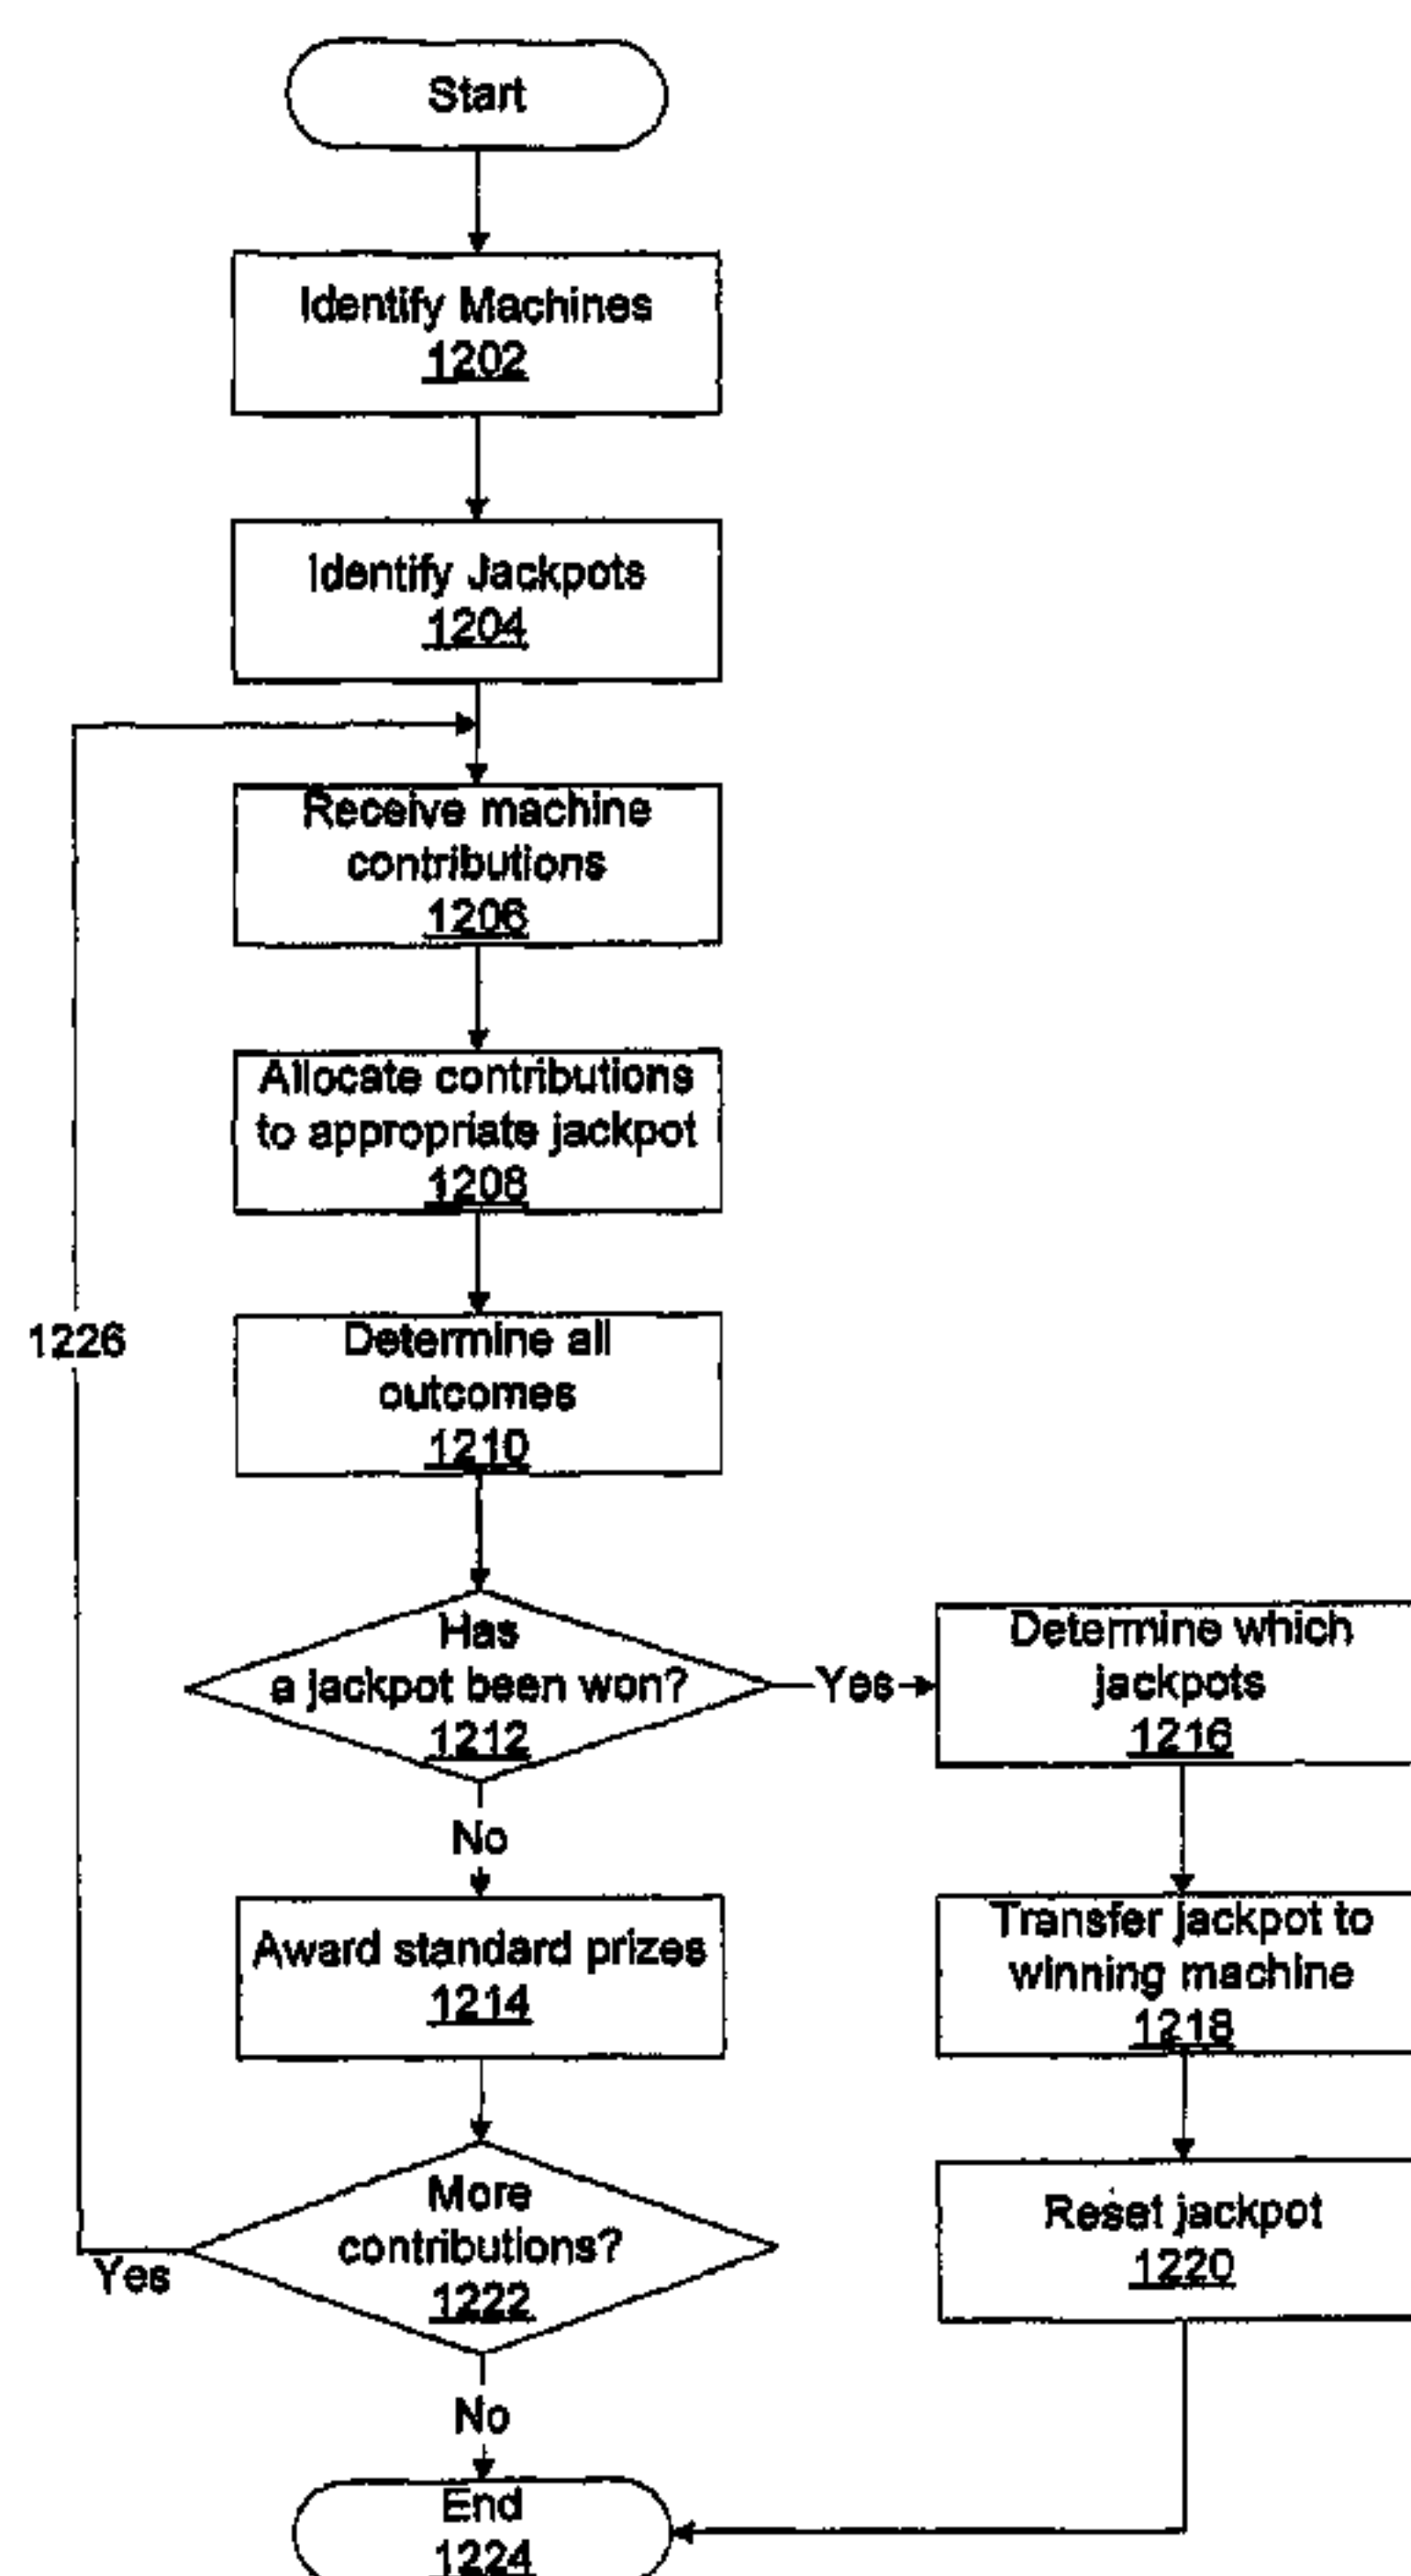 Start
Identify Machines
1202
Identify Jackpots
1204
Receive machine
contributions
1206
Allocate contributions
to appropriate jackpot
1208
1226
Determine all
outcomes
1210
Has
a jackpot been won?
1212
Yes
Determine which
jackpots
1216
No
Award standard prizes
1214
Transfer jackpot to
winning machine
1218
More
contributions?
1222
Yes
Reset jackpot
1220
No
End
1224